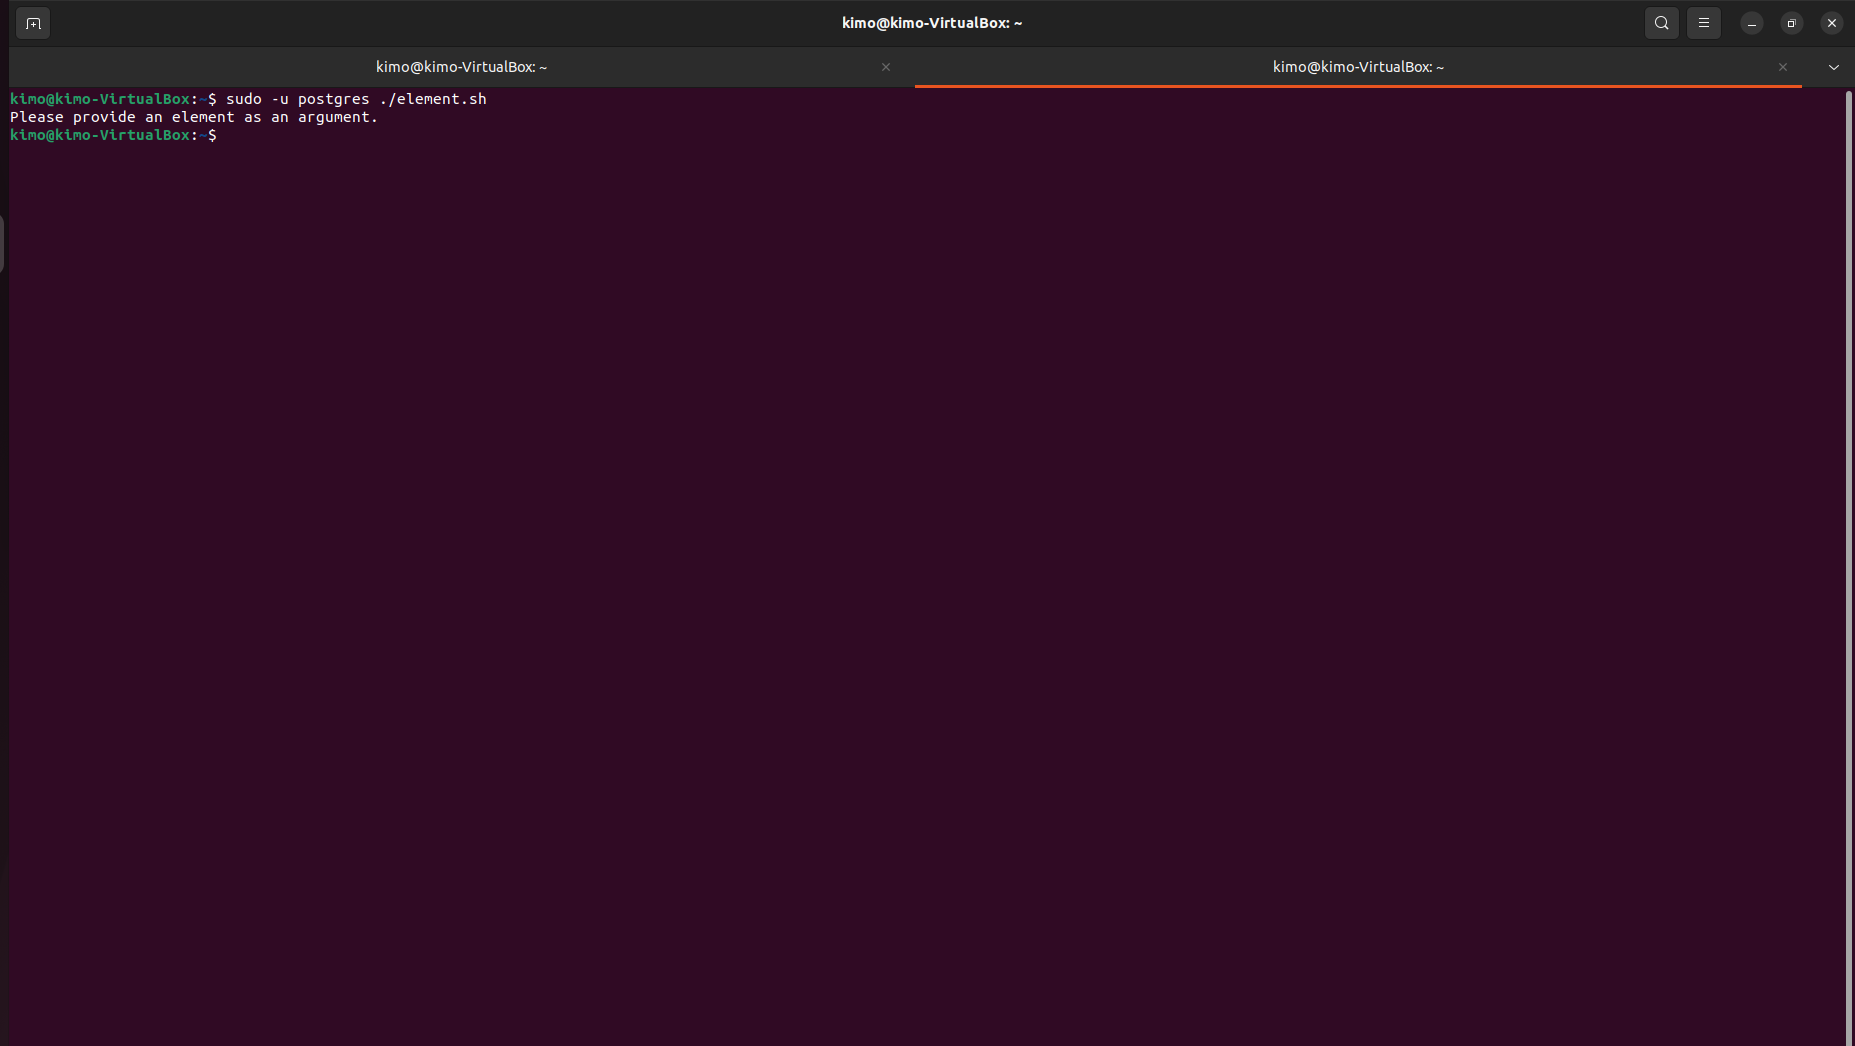 kimo@kimo-VirtualBox: ~
kimo@kimo-VirtualBox: ~
kimo@kimo-VirtualBox: ~
kimo@kimo-VirtualBox:~$ sudo -u postgres ./element.sh
Please provide an element as an argument.
kimo@kimo-VirtualBox:~$